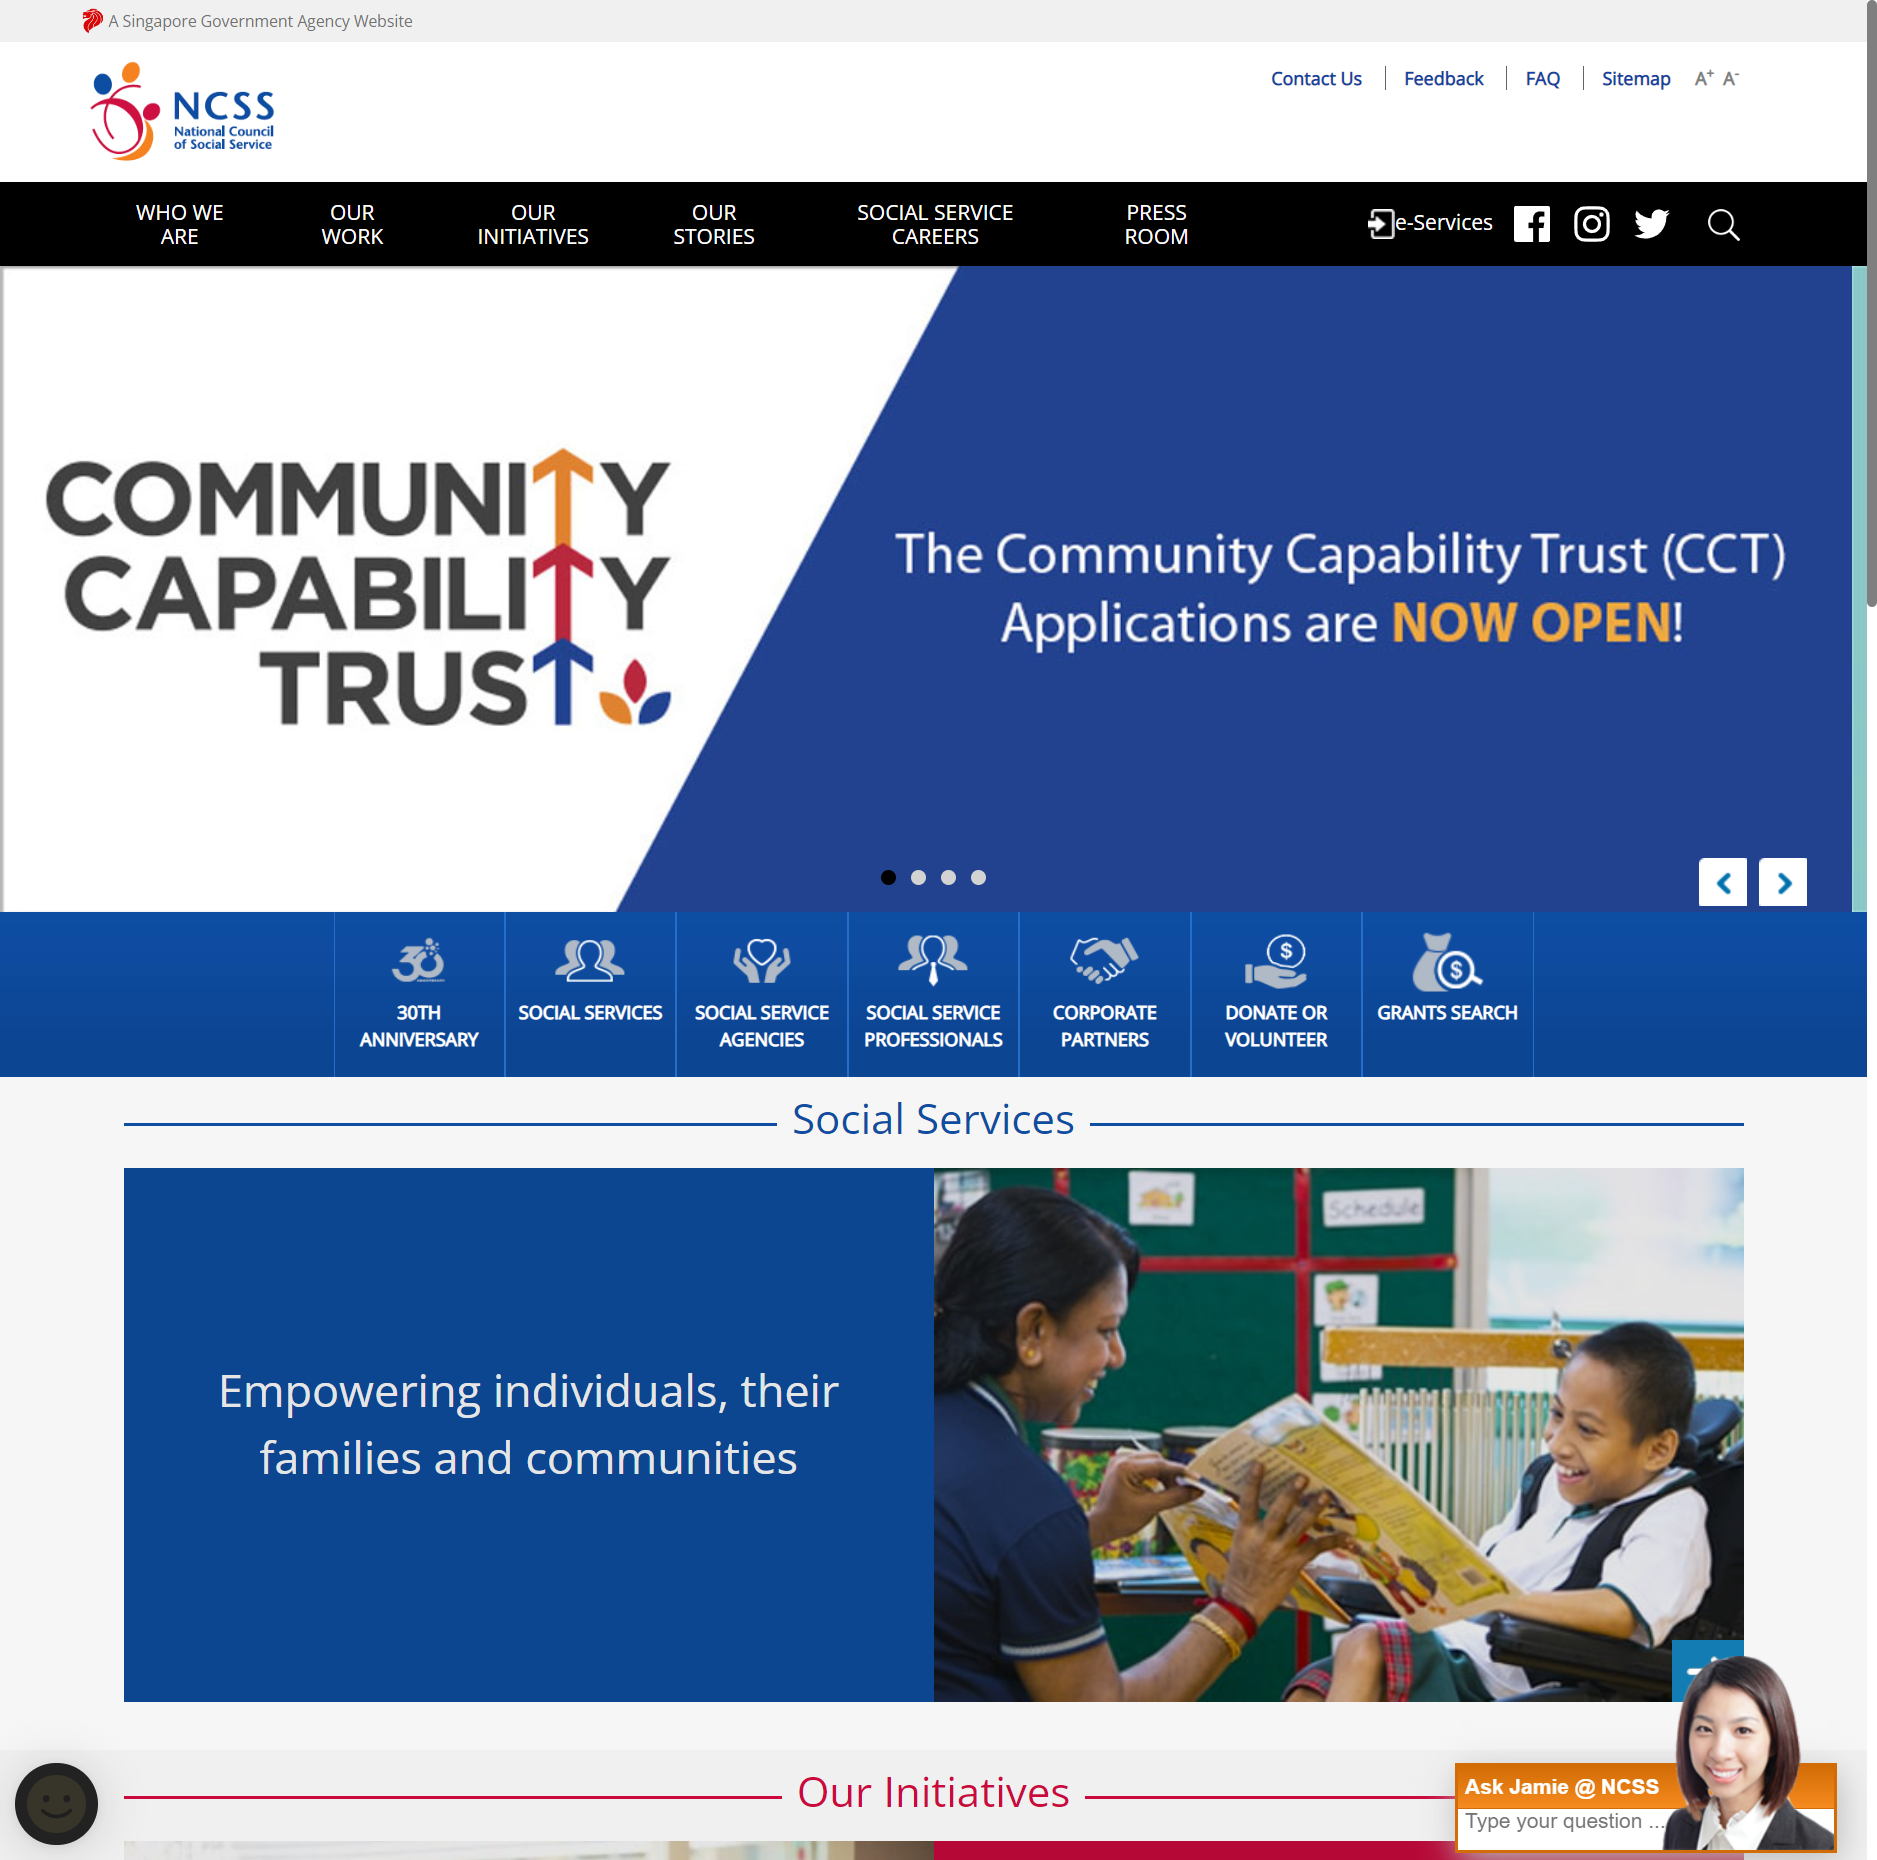 A Singapore Government Agency Website
NCSS
National Council
of Social Service
Contact Us
Feedback
FAQ
Sitemap
A+ A-
WHO WE
ARE
OUR
WORK
OUR
INITIATIVES
OUR
STORIES
SOCIAL SERVICE
CAREERS
PRESS
ROOM
e-Services
COMMUNITY
CAPABILITY
TRUST
The Community Capability Trust (CCT)
Applications are NOW OPEN!
30TH
ANNIVERSARY
SOCIAL SERVICES
SOCIAL SERVICE
AGENCIES
SOCIAL SERVICE
PROFESSIONALS
CORPORATE
PARTNERS
DONATE OR
VOLUNTEER
GRANTS SEARCH
Social Services
Empowering individuals, their
families and communities
Schedule
Our Initiatives
Ask Jamie @ NCSS
Type your question ...